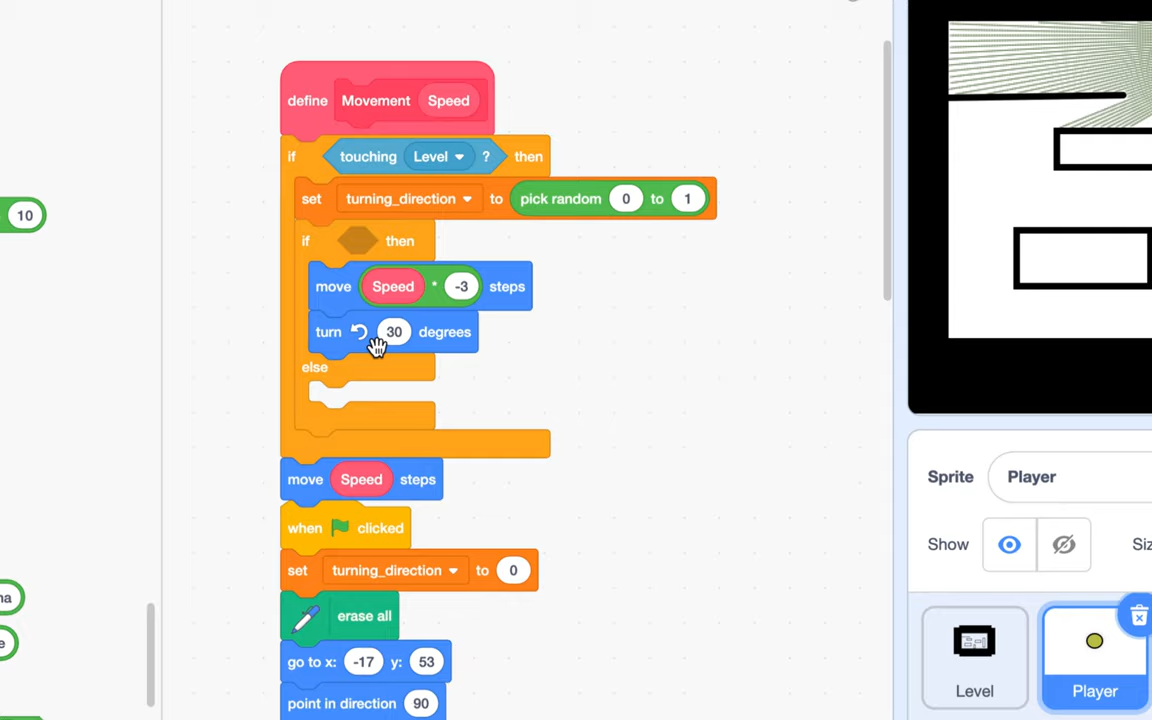 10
define Movement Speed
if touching Level ? then
set turning_direction to pick random 0 to 1
if then
move Speed * -3 steps
turn 30 degrees
else
move Speed steps
when clicked
set turning_direction to 0
erase all
go to x: -17 y: 53
point in direction 90
na
e
Sprite Player
Show Siz
Level
Player